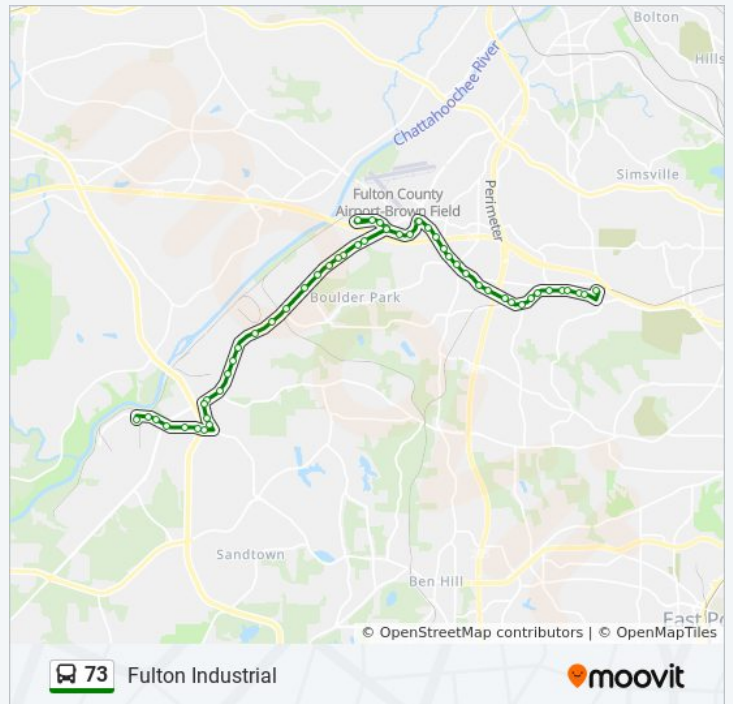 Bolton
Hills
Chattahoochee River
Simsville
Fulton County
Airport-Brown Field
Perimeter
Boulder Park
Sandtown
Ben Hill
East Po
© OpenStreetMap contributors | © OpenMapTiles
73 Fulton Industrial
moovit